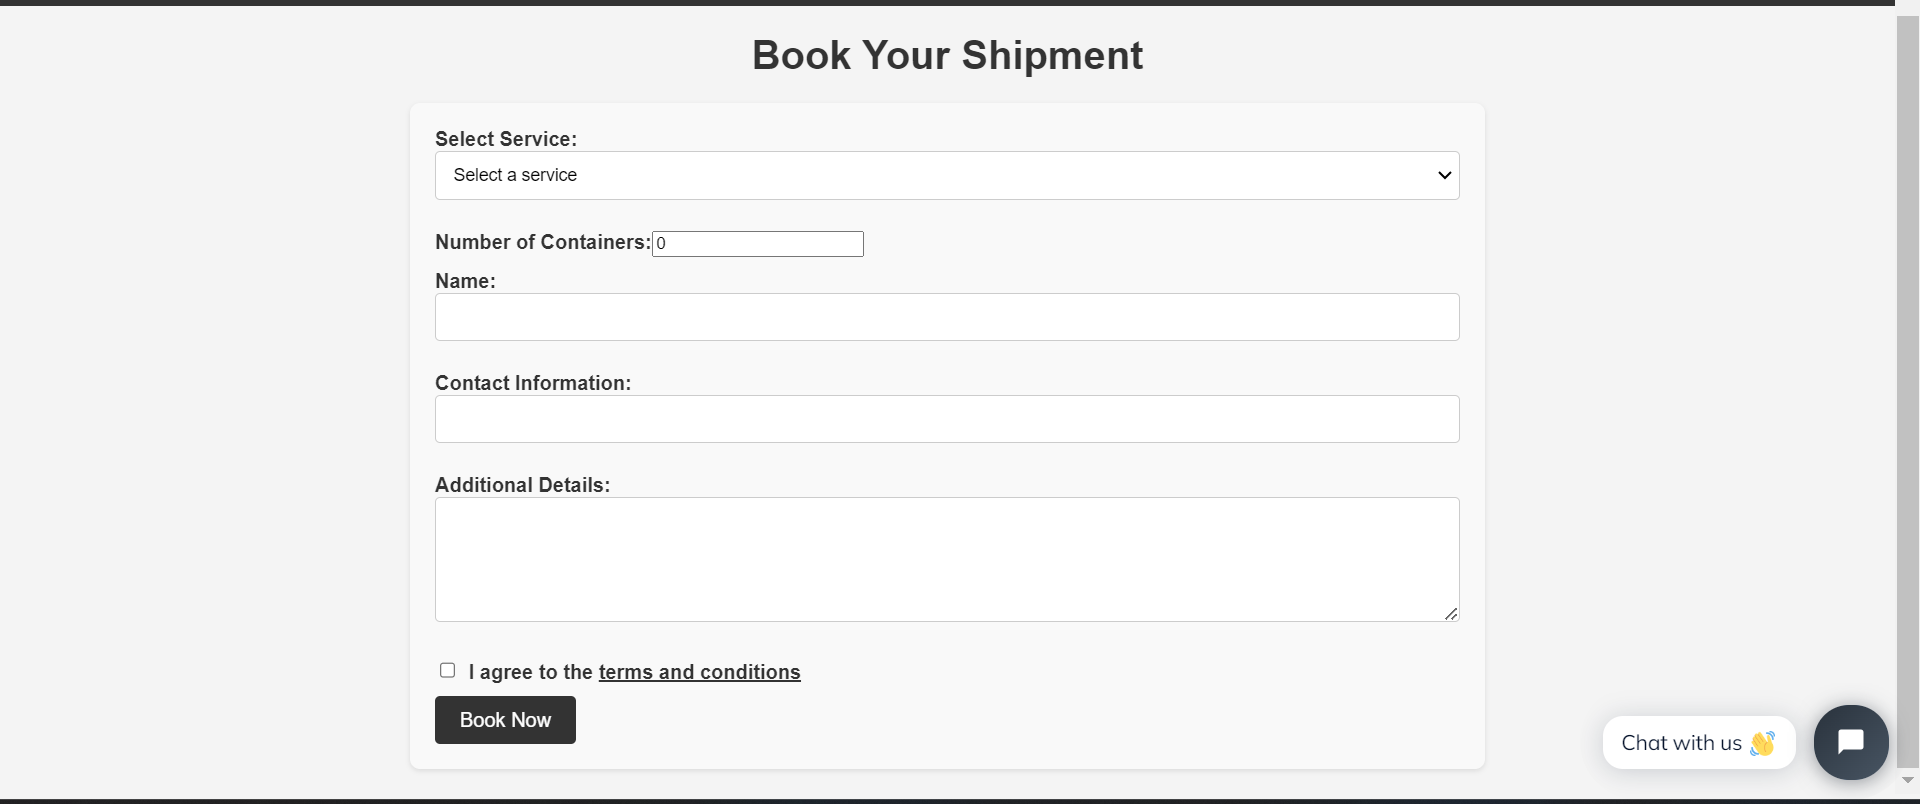 Book Your Shipment
Select Service:
Select a service
Number of Containers: 0
Name:
Contact Information:
Additional Details:
I agree to the terms and conditions
Book Now
Chat with us 👋